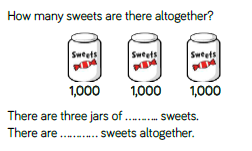 How many sweets are there altogether?
Sweets Sweets Sweets
1,000 1,000 1,000
There are three jars of ........... sweets.
There are ............ sweets altogether.